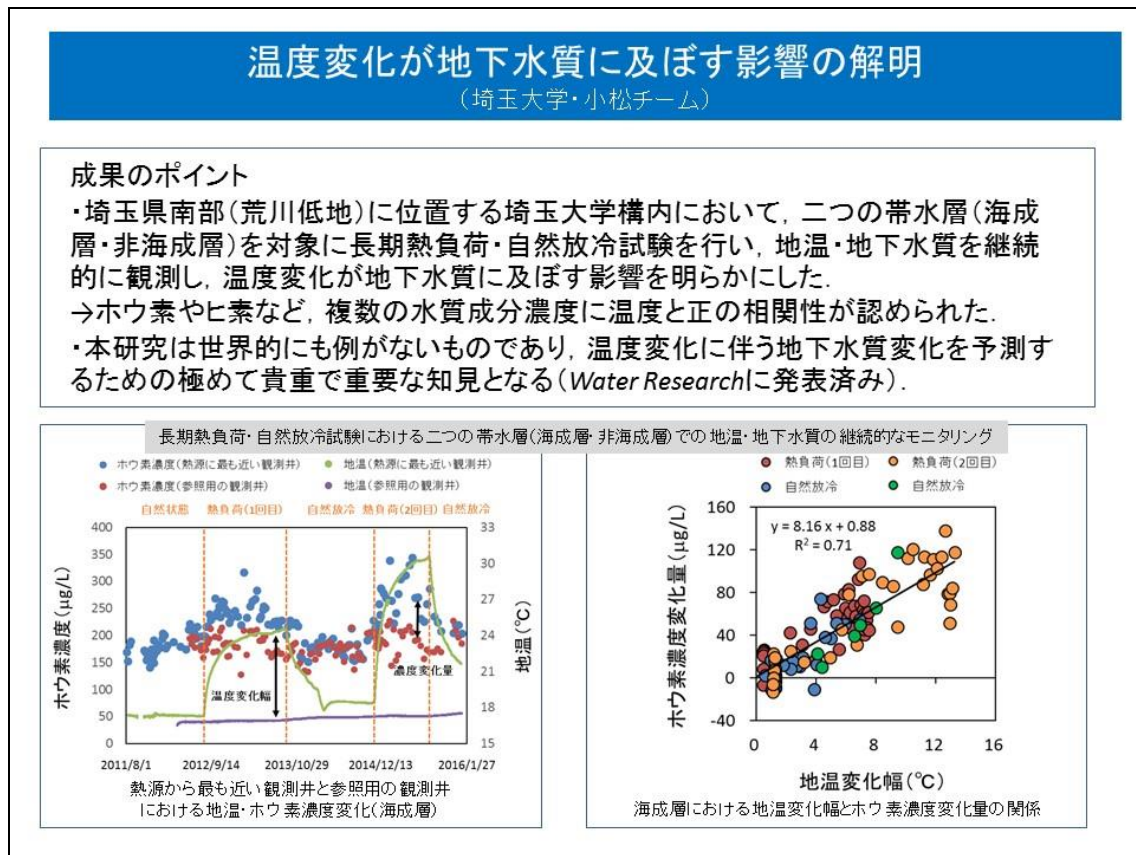 温度変化が地下水質に及ぼす影響の解明
(埼玉大学・小松チーム)
成果のポイント
・埼玉県南部(荒川低地)に位置する埼玉大学構内において,二つの帯水層(海成
層・非海成層)を対象に長期熱負荷・自然放冷試験を行い,地温・地下水質を継続
的に観測し,温度変化が地下水質に及ぼす影響を明らかにした.
→ホウ素やヒ素など,複数の水質成分濃度に温度と正の相関性が認められた.
・本研究は世界的にも例がないものであり,温度変化に伴う地下水質変化を予測す
るための極めて貴重で重要な知見となる(Water Researchに発表済み).
長期熱負荷・自然放冷試験における二つの帯水層(海成層・非海成層)での地温・地下水質の継続的なモニタリング
ホウ素濃度(熱源に最も近い観測井) 地温(熱源に最も近い観測井)
ホウ素濃度(参照用の観測井) 地温(参照用の観測井)
自然状態 熱負荷(1回目) 自然放冷 熱負荷(2回目) 自然放冷
ホウ素濃度(μg/L)
400
350
300
250
200
150
100
50
0
33
30
27
24
21
18
15
地温(℃)
温度変化幅
濃度変化量
2011/8/1 2012/9/14 2013/10/29 2014/12/13 2016/1/27
熱源から最も近い観測井と参照用の観測井
における地温・ホウ素濃度変化(海成層)
熱負荷(1回目) 熱負荷(2回目)
自然放冷 自然放冷
ホウ素濃度変化量(μg/L)
160
120
80
40
0
-40
y = 8.16 x + 0.88
R² = 0.71
0 4 8 12 16
地温変化幅(℃)
海成層における地温変化幅とホウ素濃度変化量の関係